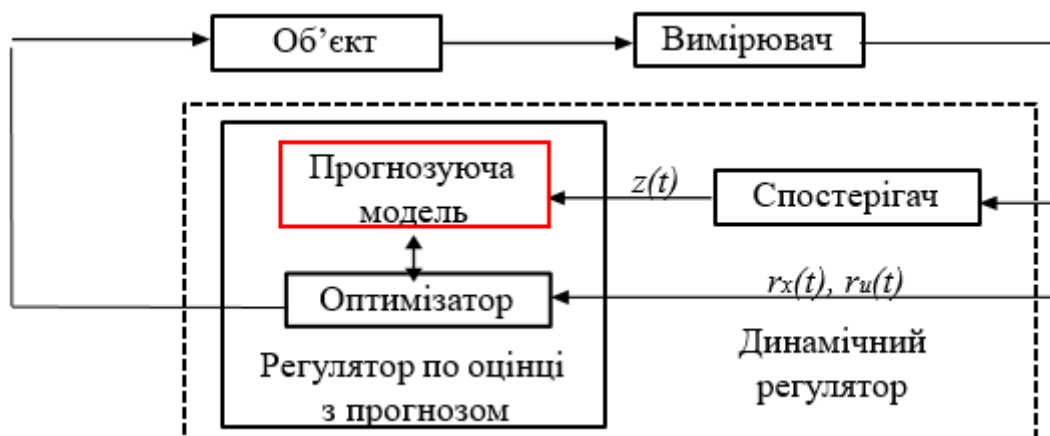 Об’єкт
Вимірювач
Прогнозуюча
модель
z(t)
Спостерігач
Оптимізатор
rx(t), ru(t)
Регулятор по оцінці
з прогнозом
Динамічний
регулятор